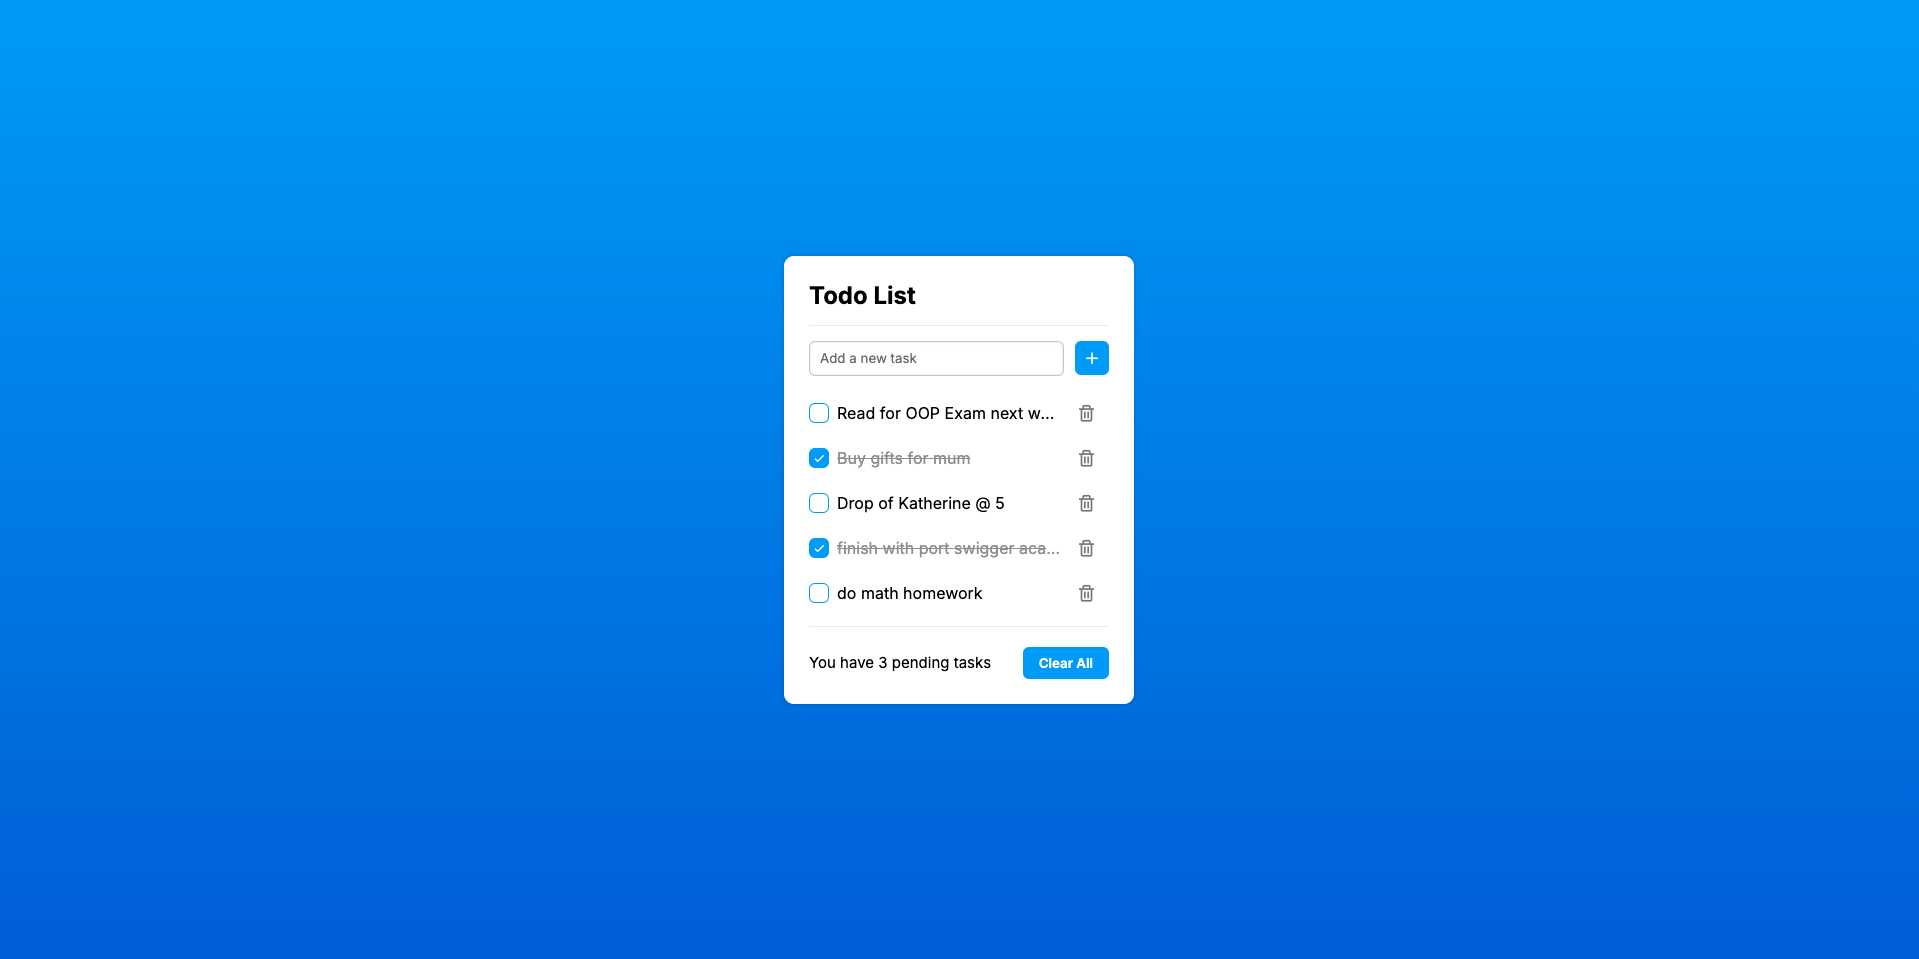 Todo List
Add a new task
Read for OOP Exam next w...
Buy gifts for mum
Drop of Katherine @ 5
finish with port swigger aca...
do math homework
You have 3 pending tasks
Clear All